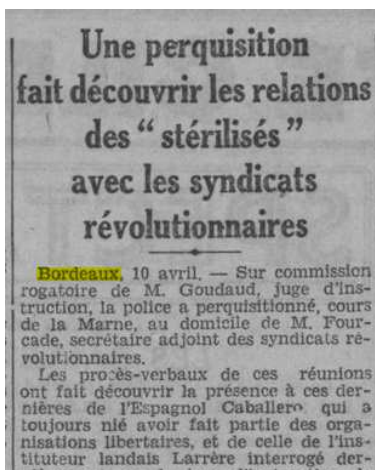 Une perquisition
fait découvrir les relations
des “ stérilisés ”
avec les syndicats
révolutionnaires
Bordeaux, 10 avril. — Sur commission
rogatoire de M. Goudaud, juge d'ins-
truction, la police a perquisitionné, cours
de la Marne, au domicile de M. Four-
cade, secrétaire adjoint des syndicats ré-
volutionnaires.
Les procès-verbaux de ces réunions
ont fait découvrir la présence à ces der-
nières de l'Espagnol Caballero qui a
toujours nié avoir fait partie des orga-
nisations libertaires, et de celle de l'ins-
tituteur landais Larrère interrogé der-